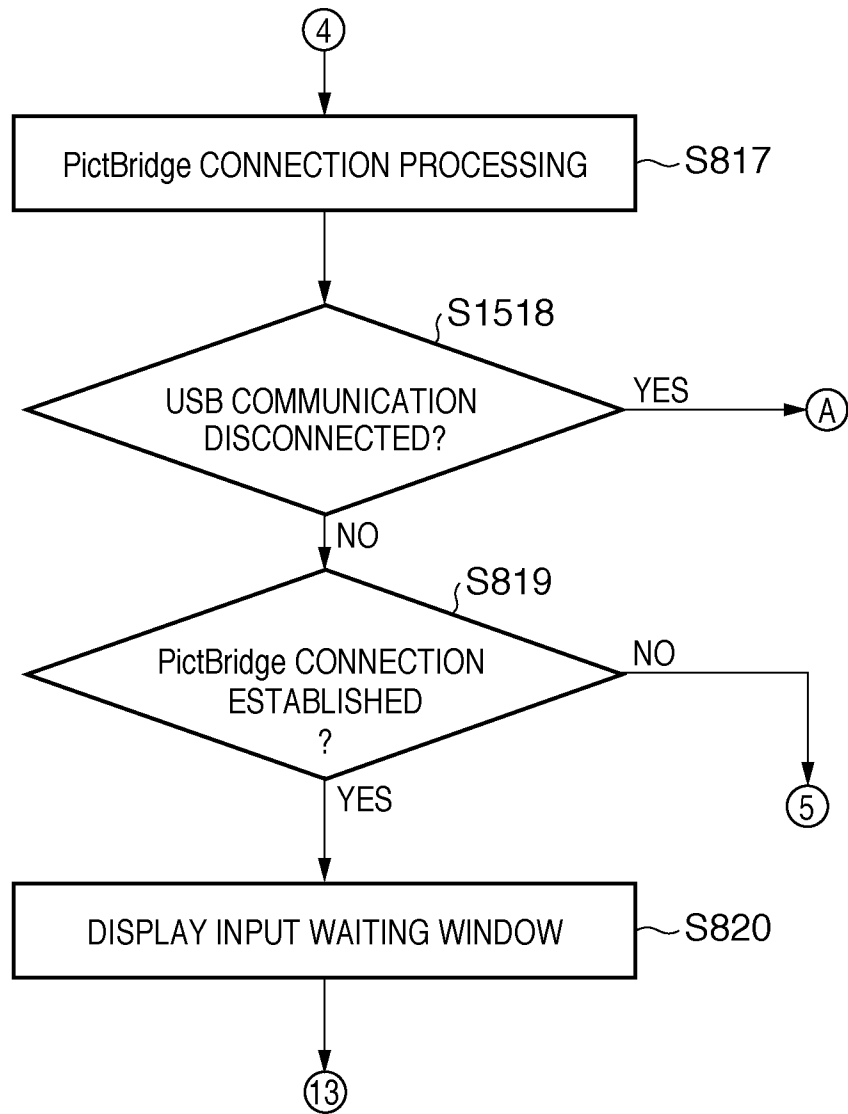 4
PictBridge CONNECTION PROCESSING
S817
S1518
USB COMMUNICATION
DISCONNECTED?
YES
A
NO
S819
PictBridge CONNECTION
ESTABLISHED
?
NO
5
YES
DISPLAY INPUT WAITING WINDOW
S820
13